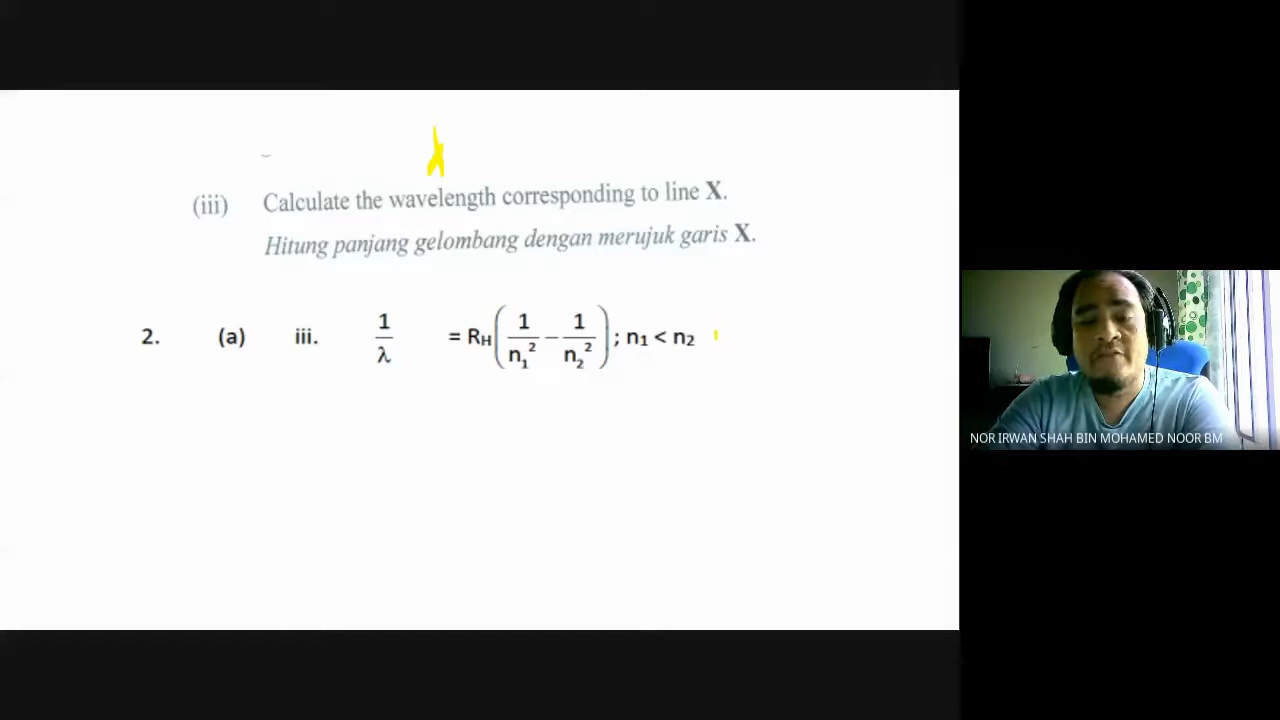 λ
(iii) Calculate the wavelength corresponding to line X.
Hitung panjang gelombang dengan merujuk garis X.
2. (a) iii. 1/λ = R_H(1/n₁² − 1/n₂²); n₁ < n₂
NOR IRWAN SHAH BIN MOHAMED NOOR BM